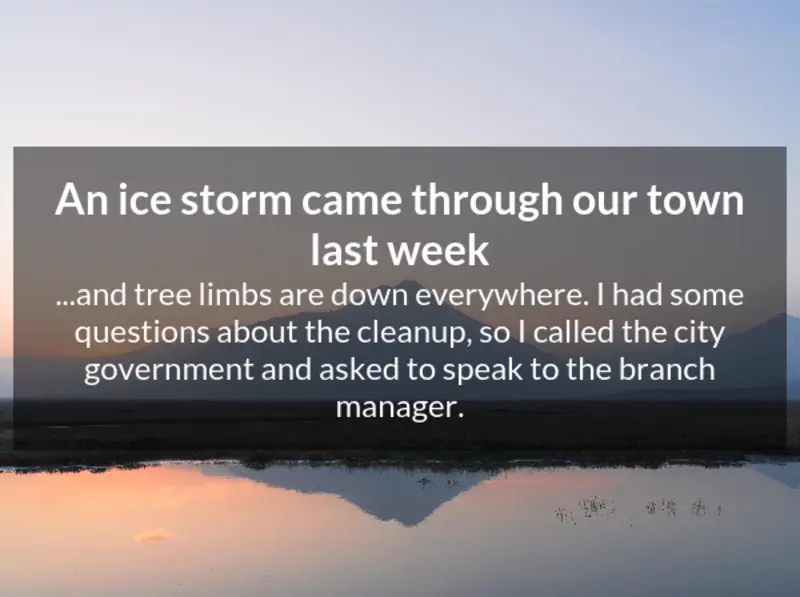 An ice storm came through our town
last week
...and tree limbs are down everywhere. I had some
questions about the cleanup, so I called the city
government and asked to speak to the branch
manager.